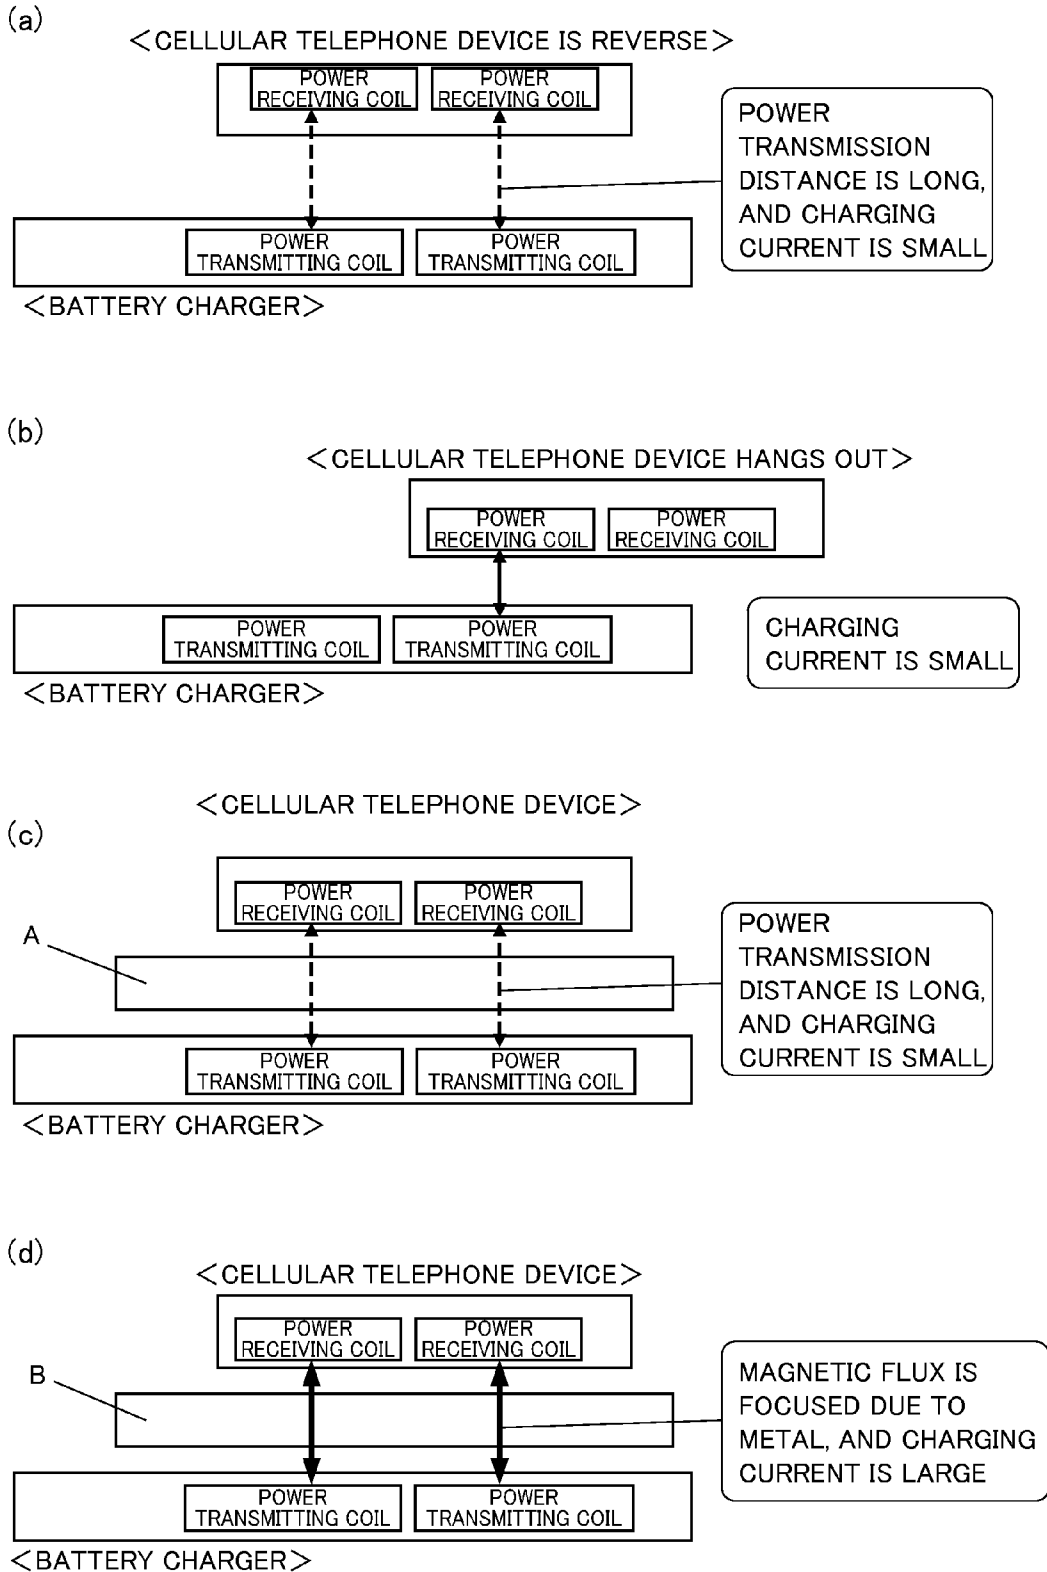 (a)
<CELLULAR TELEPHONE DEVICE IS REVERSE>
POWER
RECEIVING COIL
POWER
RECEIVING COIL
POWER
TRANSMISSION
DISTANCE IS LONG,
AND CHARGING
CURRENT IS SMALL
POWER
TRANSMITTING COIL
POWER
TRANSMITTING COIL
<BATTERY CHARGER>
(b)
<CELLULAR TELEPHONE DEVICE HANGS OUT>
POWER
RECEIVING COIL
POWER
RECEIVING COIL
POWER
TRANSMITTING COIL
POWER
TRANSMITTING COIL
CHARGING
CURRENT IS SMALL
<BATTERY CHARGER>
<CELLULAR TELEPHONE DEVICE>
(c)
POWER
RECEIVING COIL
POWER
RECEIVING COIL
A
POWER
TRANSMISSION
DISTANCE IS LONG,
AND CHARGING
CURRENT IS SMALL
POWER
TRANSMITTING COIL
POWER
TRANSMITTING COIL
<BATTERY CHARGER>
(d)
<CELLULAR TELEPHONE DEVICE>
POWER
RECEIVING COIL
POWER
RECEIVING COIL
B
MAGNETIC FLUX IS
FOCUSED DUE TO
METAL, AND CHARGING
CURRENT IS LARGE
POWER
TRANSMITTING COIL
POWER
TRANSMITTING COIL
<BATTERY CHARGER>